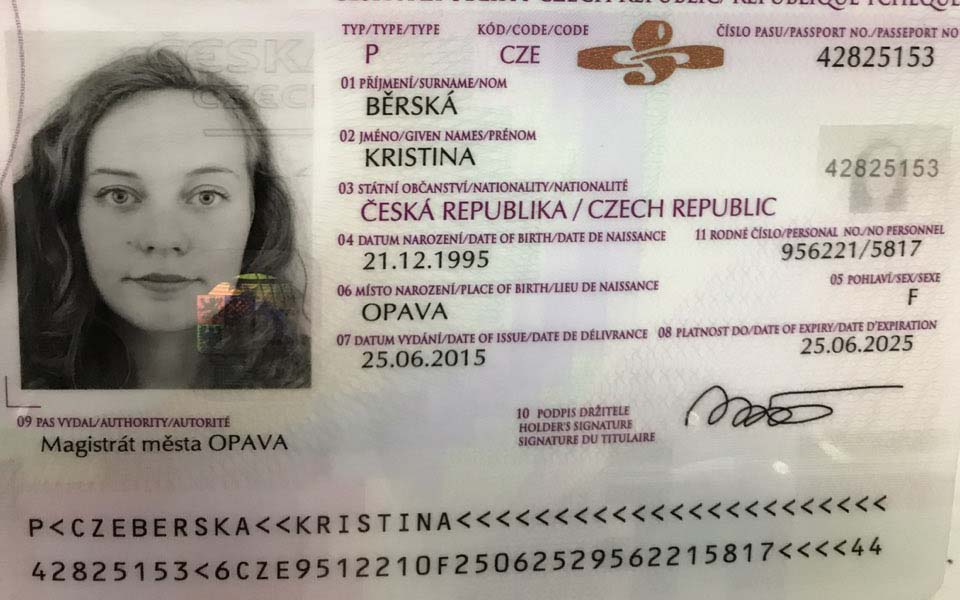 TYP/TYPE/TYPE KÓD/CODE/CODE ČÍSLO PASU/PASSPORT NO./PASSEPORT NO
P CZE 42825153
01 PŘÍJMENÍ/SURNAME/NOM
BĚRSKÁ
02 JMÉNO/GIVEN NAMES/PRÉNOM
KRISTINA
42825153
03 STÁTNÍ OBČANSTVÍ/NATIONALITY/NATIONALITÉ
ČESKÁ REPUBLIKA / CZECH REPUBLIC
04 DATUM NAROZENÍ/DATE OF BIRTH/DATE DE NAISSANCE 11 RODNÉ ČÍSLO/PERSONAL NO./NO PERSONNEL
21.12.1995 956221/5817
06 MÍSTO NAROZENÍ/PLACE OF BIRTH/LIEU DE NAISSANCE 05 POHLAVÍ/SEX/SEXE
OPAVA F
07 DATUM VYDÁNÍ/DATE OF ISSUE/DATE DE DÉLIVRANCE 08 PLATNOST DO/DATE OF EXPIRY/DATE D'EXPIRATION
25.06.2015 25.06.2025
09 PAS VYDAL/AUTHORITY/AUTORITÉ
Magistrát města OPAVA
10 PODPIS DRŽITELE
HOLDER'S SIGNATURE
SIGNATURE DU TITULAIRE
P<CZEBERSKA<<KRISTINA<<<<<<<<<<<<<<<<<<<<<<<
42825153<6CZE9512210F25062529562215817<<<<44